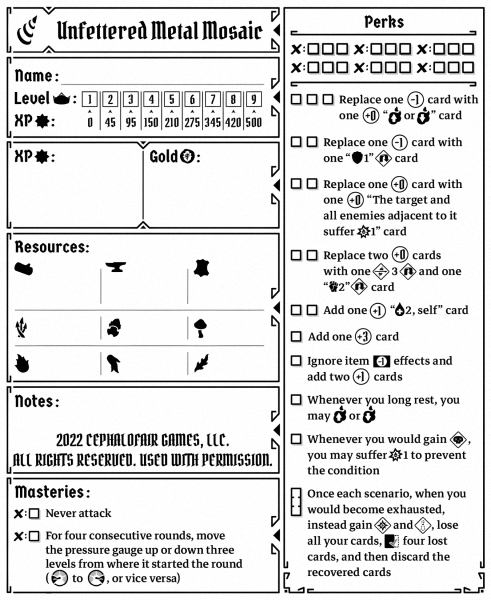 Unfettered Metal Mosaic
Name:
Level : 1 2 3 4 5 6 7 8 9
XP : 0 45 95 150 210 275 345 420 500
XP :
Gold :
Resources:
Notes:
2022 CEPHALOFAIR GAMES, LLC.
ALL RIGHTS RESERVED. USED WITH PERMISSION.
Masteries:
Never attack
For four consecutive rounds, move
the pressure gauge up or down three
levels from where it started the round
( to , or vice versa)
Perks
Replace one -1 card with
one +0 “ or ” card
Replace one -1 card with
one “ 1” card
Replace one +0 card with
one +0 “The target and
all enemies adjacent to it
suffer 1” card
Replace two +0 cards
with one 3 and one
“ 2” card
Add one +1 “ 2, self” card
Add one +3 card
Ignore item -1 effects and
add two +1 cards
Whenever you long rest, you
may or
Whenever you would gain ,
you may suffer 1 to prevent
the condition
Once each scenario, when you
would become exhausted,
instead gain and , lose
all your cards, four lost
cards, and then discard the
recovered cards